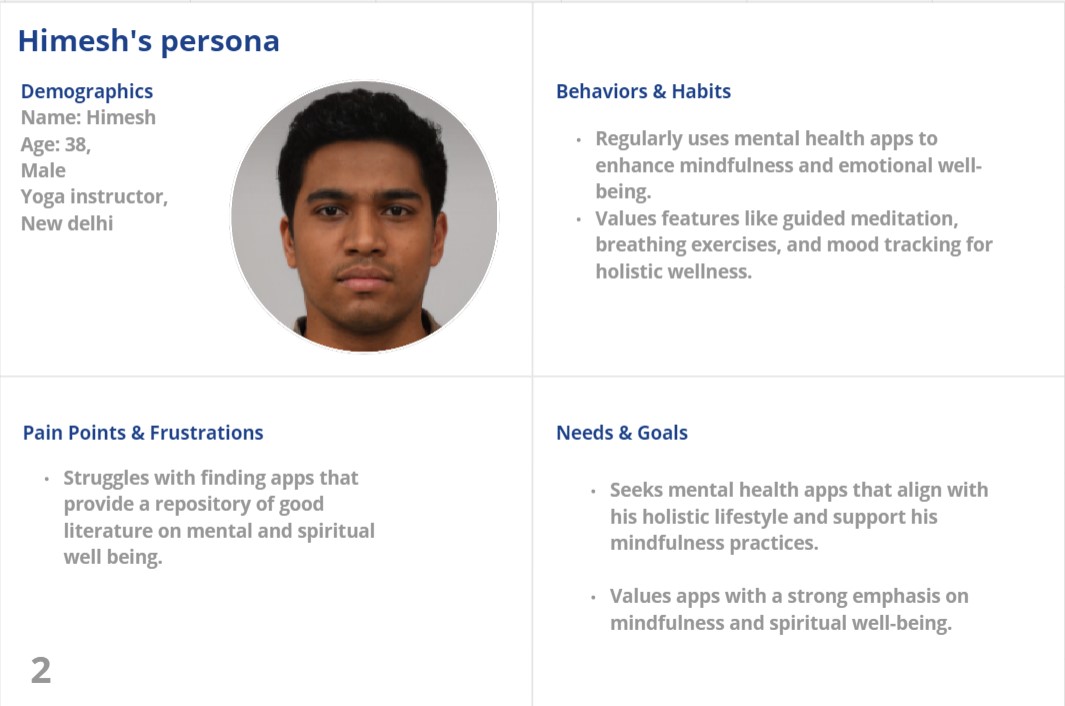 Himesh's persona
Demographics
Name: Himesh
Age: 38,
Male
Yoga instructor,
New delhi
Behaviors & Habits
· Regularly uses mental health apps to
enhance mindfulness and emotional well-
being.
· Values features like guided meditation,
breathing exercises, and mood tracking for
holistic wellness.
Pain Points & Frustrations
· Struggles with finding apps that
provide a repository of good
literature on mental and spiritual
well being.
Needs & Goals
· Seeks mental health apps that align with
his holistic lifestyle and support his
mindfulness practices.
· Values apps with a strong emphasis on
mindfulness and spiritual well-being.
2